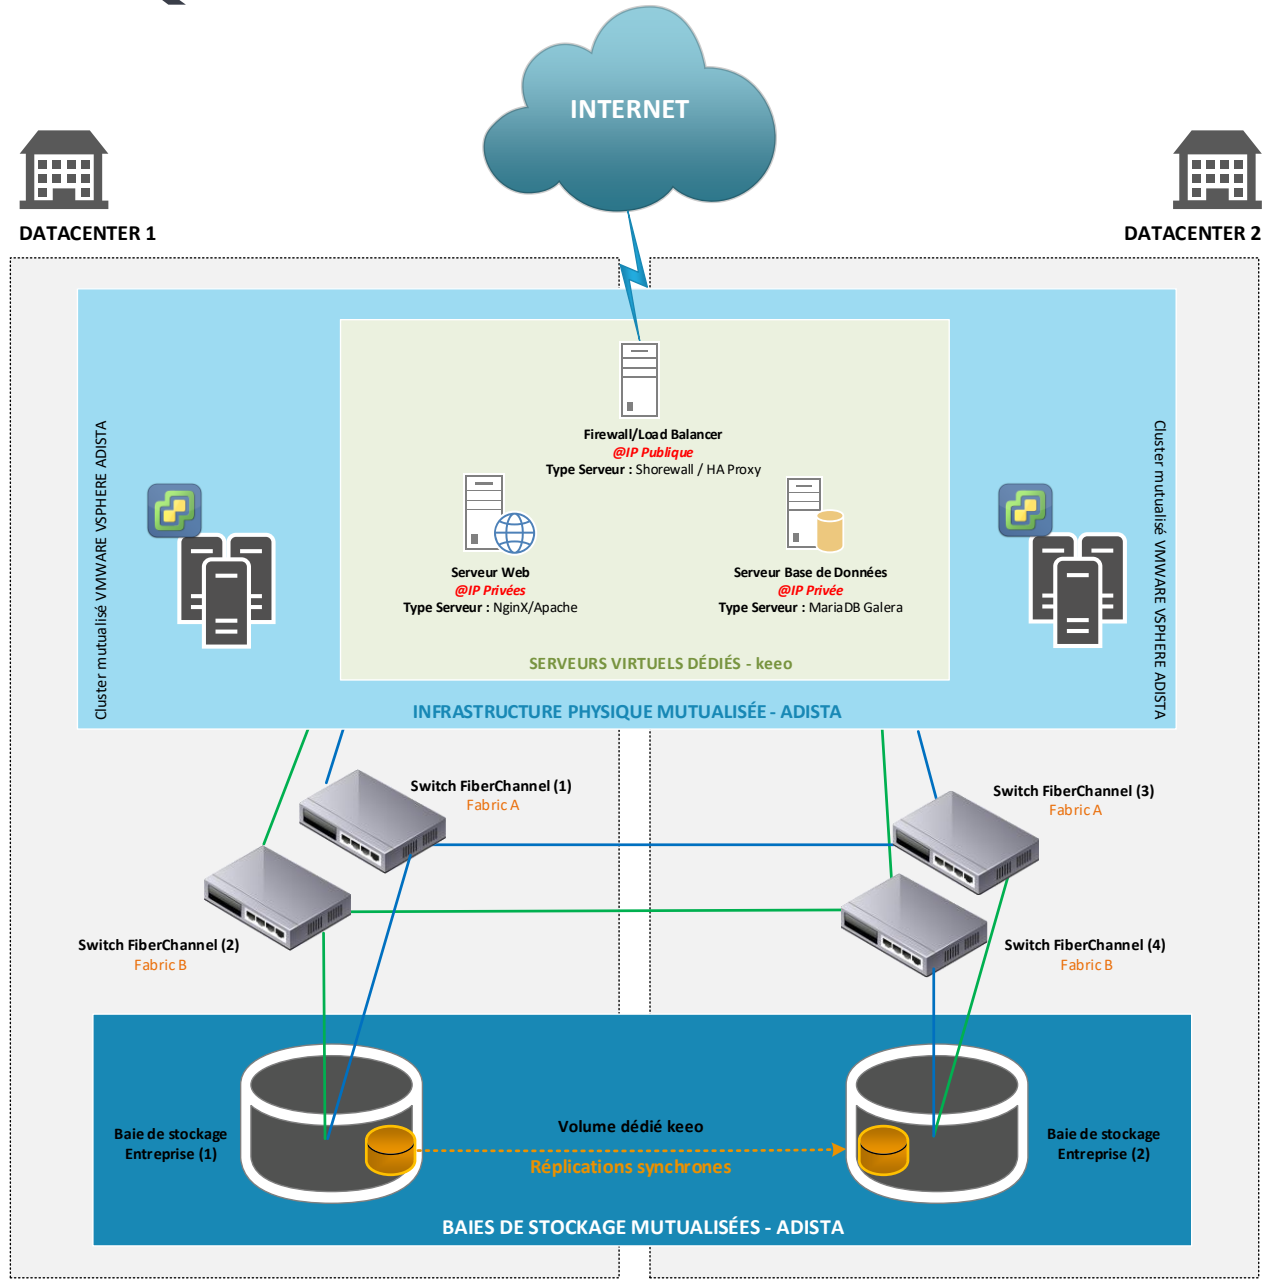 INTERNET
DATACENTER 1
DATACENTER 2
Firewall/Load Balancer
@IP Publique
Type Serveur : Shorewall / HA Proxy
Cluster mutualisé VMWARE VSPHERE ADISTA
Cluster mutualisé VMWARE VSPHERE ADISTA
Serveur Web
@IP Privées
Type Serveur : NginX/Apache
Serveur Base de Données
@IP Privée
Type Serveur : MariaDB Galera
SERVEURS VIRTUELS DÉDIÉS - keeo
INFRASTRUCTURE PHYSIQUE MUTUALISÉE - ADISTA
Switch FiberChannel (1)
Fabric A
Switch FiberChannel (3)
Fabric A
Switch FiberChannel (2)
Fabric B
Switch FiberChannel (4)
Fabric B
Baie de stockage
Entreprise (1)
Volume dédié keeo
Réplications synchrones
Baie de stockage
Entreprise (2)
BAIES DE STOCKAGE MUTUALISÉES - ADISTA